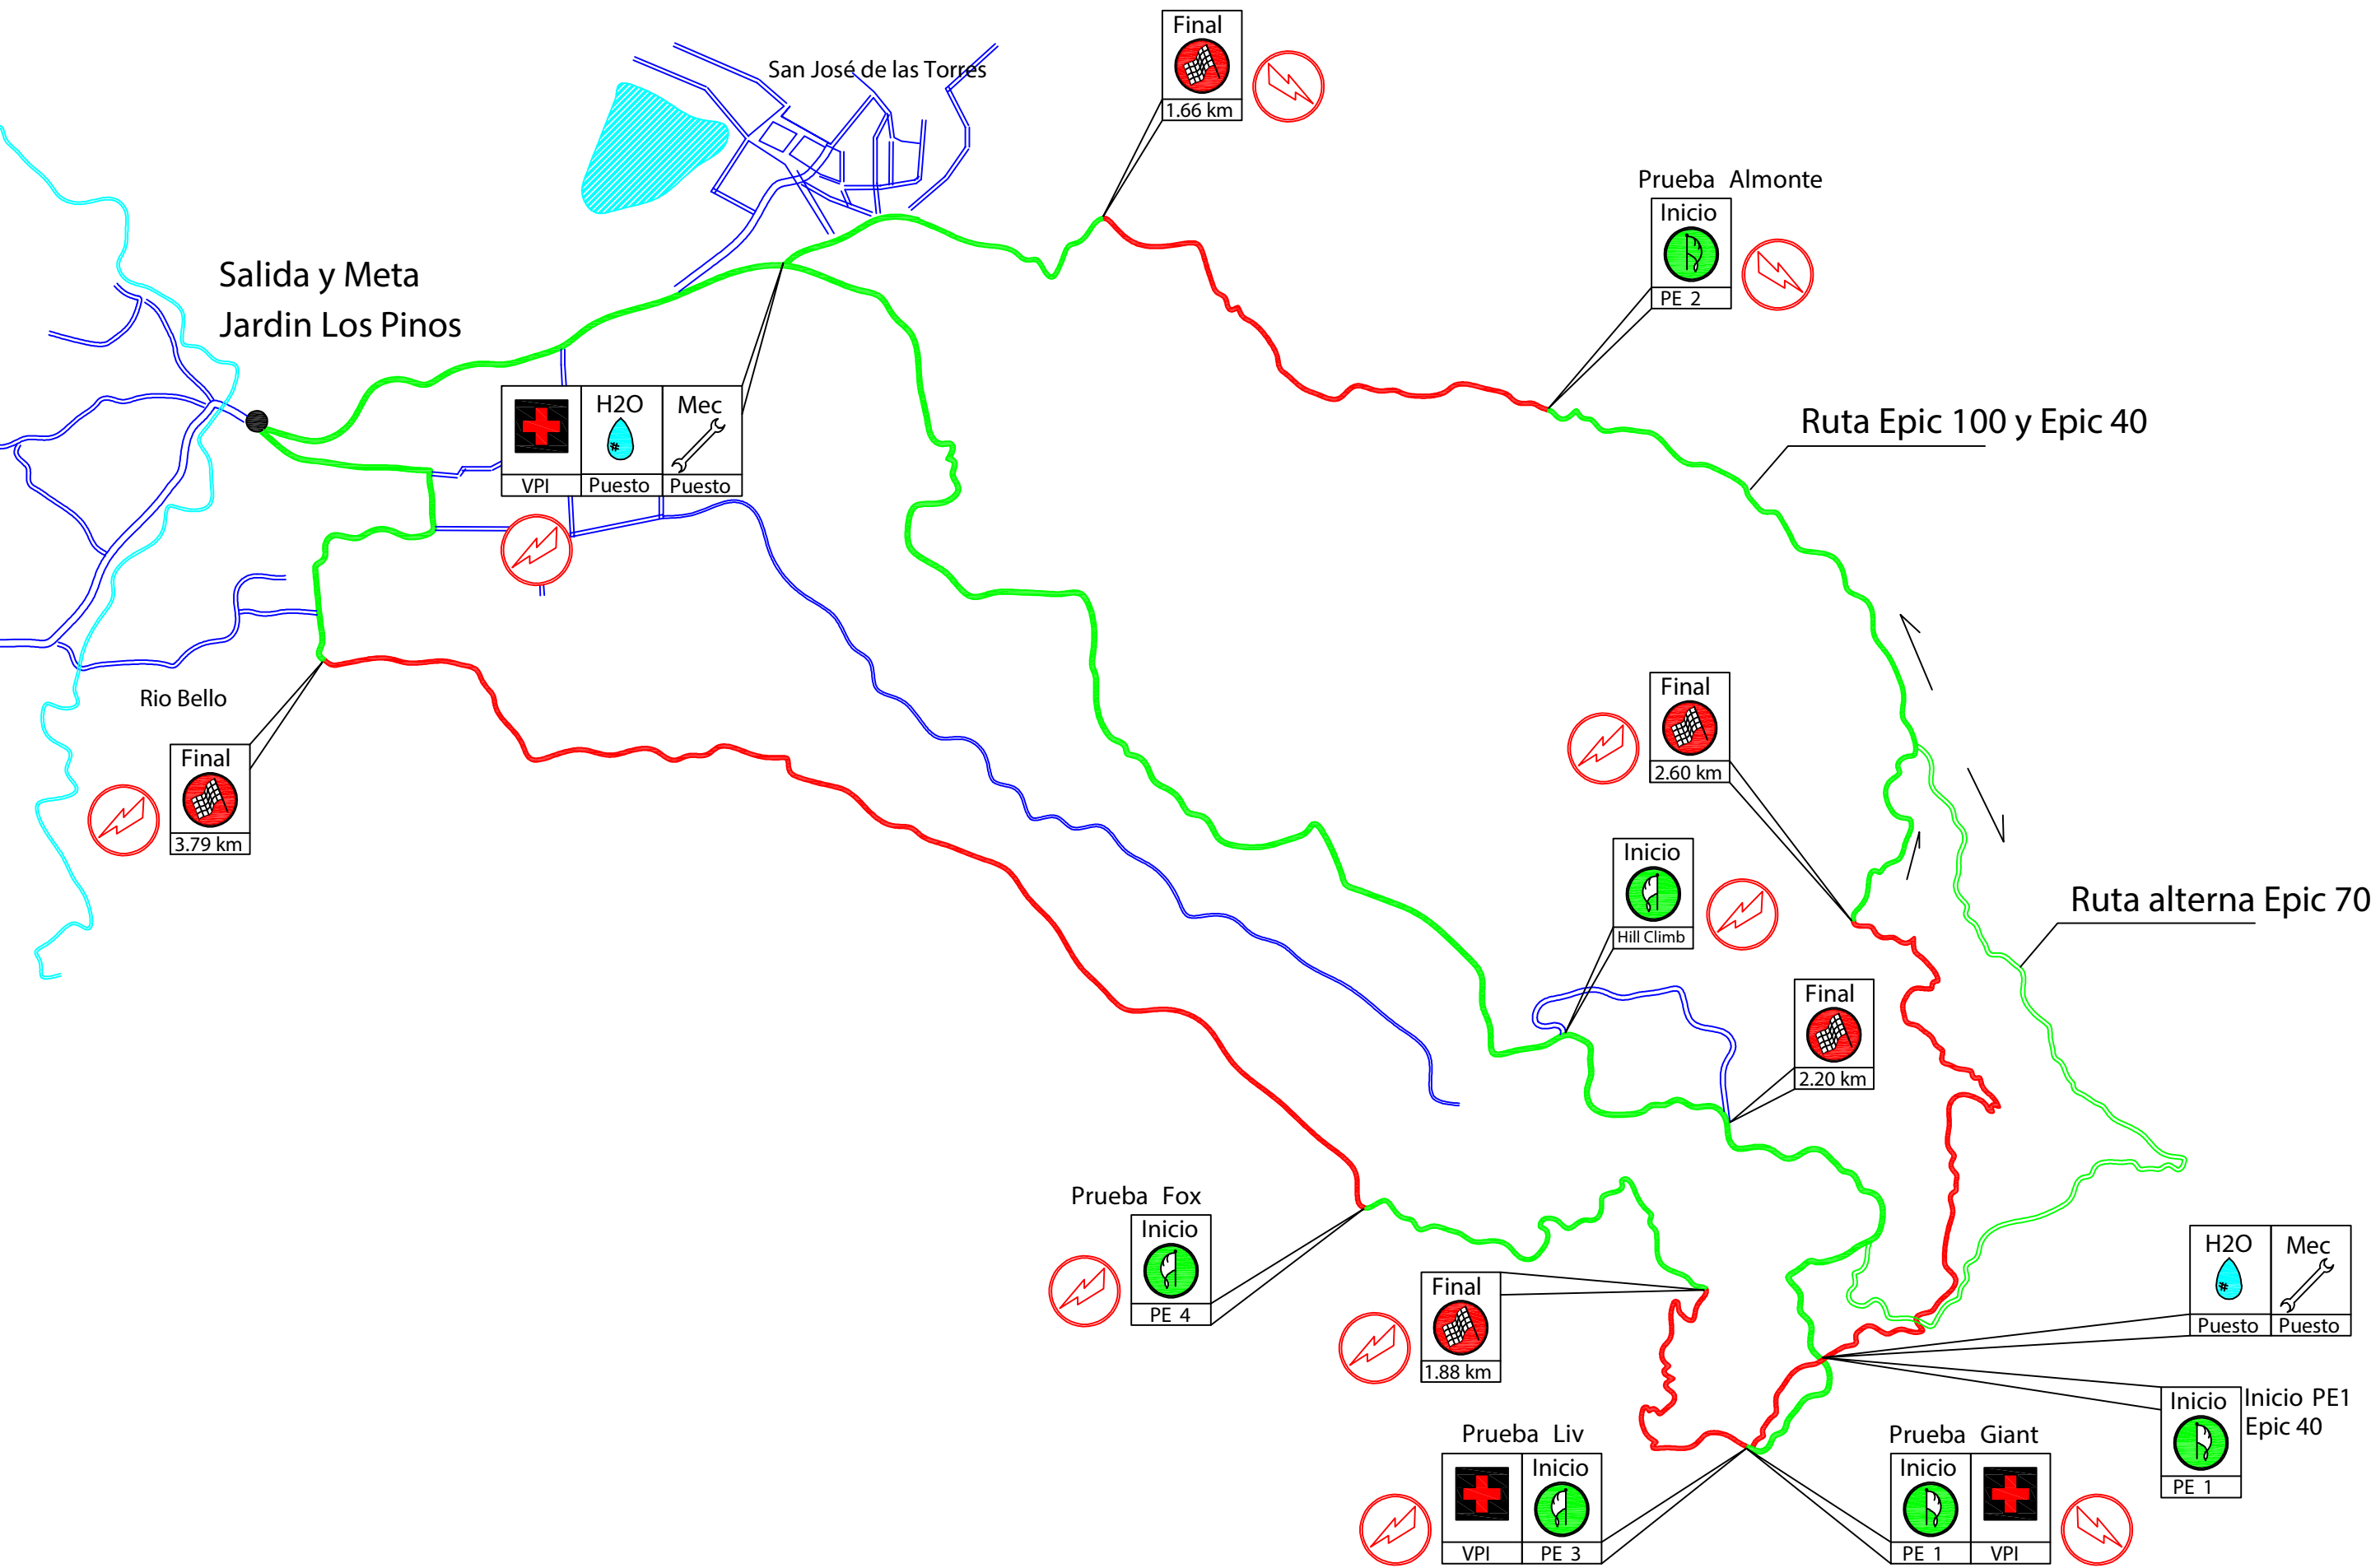 Final
1.66 km
San José de las Torres
Prueba Almonte
Inicio
PE 2
Salida y Meta
Jardin Los Pinos
H2O
Mec
VPI
Puesto
Puesto
Ruta Epic 100 y Epic 40
Rio Bello
Final
3.79 km
Final
2.60 km
Inicio
Hill Climb
Ruta alterna Epic 70
Final
2.20 km
Prueba Fox
Inicio
PE 4
Final
1.88 km
H2O
Mec
Puesto
Puesto
Inicio
PE 1
Inicio PE1
Epic 40
Prueba Liv
Inicio
VPI
PE 3
Prueba Giant
Inicio
PE 1
VPI